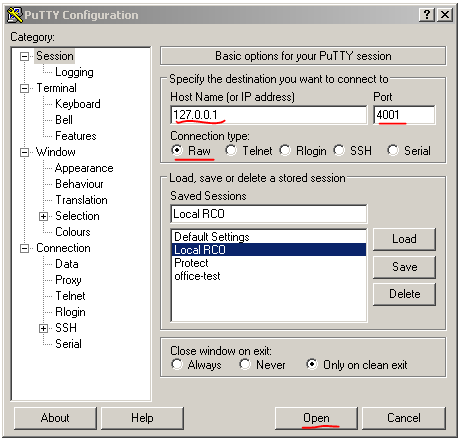 PuTTY Configuration
Category:
Session
Logging
Terminal
Keyboard
Bell
Features
Window
Appearance
Behaviour
Translation
Selection
Colours
Connection
Data
Proxy
Telnet
Rlogin
SSH
Serial
Basic options for your PuTTY session
Specify the destination you want to connect to
Host Name (or IP address) Port
127.0.0.1 4001
Connection type:
Raw Telnet Rlogin SSH Serial
Load, save or delete a stored session
Saved Sessions
Local RCO
Default Settings
Local RCO
Protect
office-test
Load
Save
Delete
Close window on exit:
Always Never Only on clean exit
About Help Open Cancel